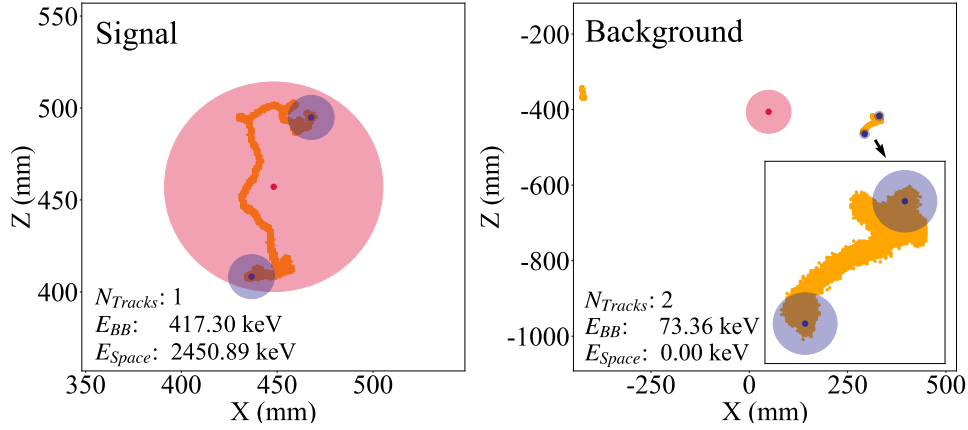 Signal
550
500
450
400
Z (mm)
N_Tracks: 1
E_BB: 417.30 keV
E_Space: 2450.89 keV
350
400
450
500
X (mm)
Background
-200
-400
-600
-800
-1000
Z (mm)
N_Tracks: 2
E_BB: 73.36 keV
E_Space: 0.00 keV
-250
0
250
500
X (mm)